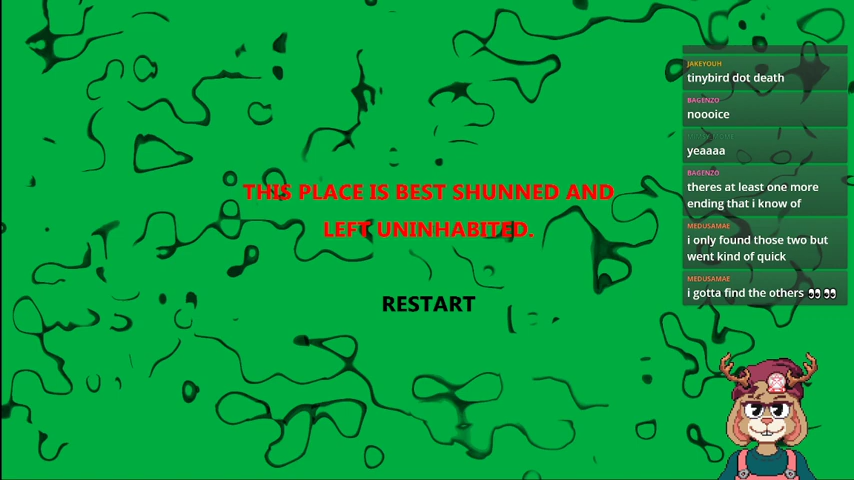 THIS PLACE IS BEST SHUNNED AND
LEFT UNINHABITED.
RESTART
JAKEYOUH
tinybird dot death
BAGENZO
noooice
yeaaaa
BAGENZO
theres at least one more
ending that i know of
MEDUSAMAE
i only found those two but
went kind of quick
MEDUSAMAE
i gotta find the others 👀👀